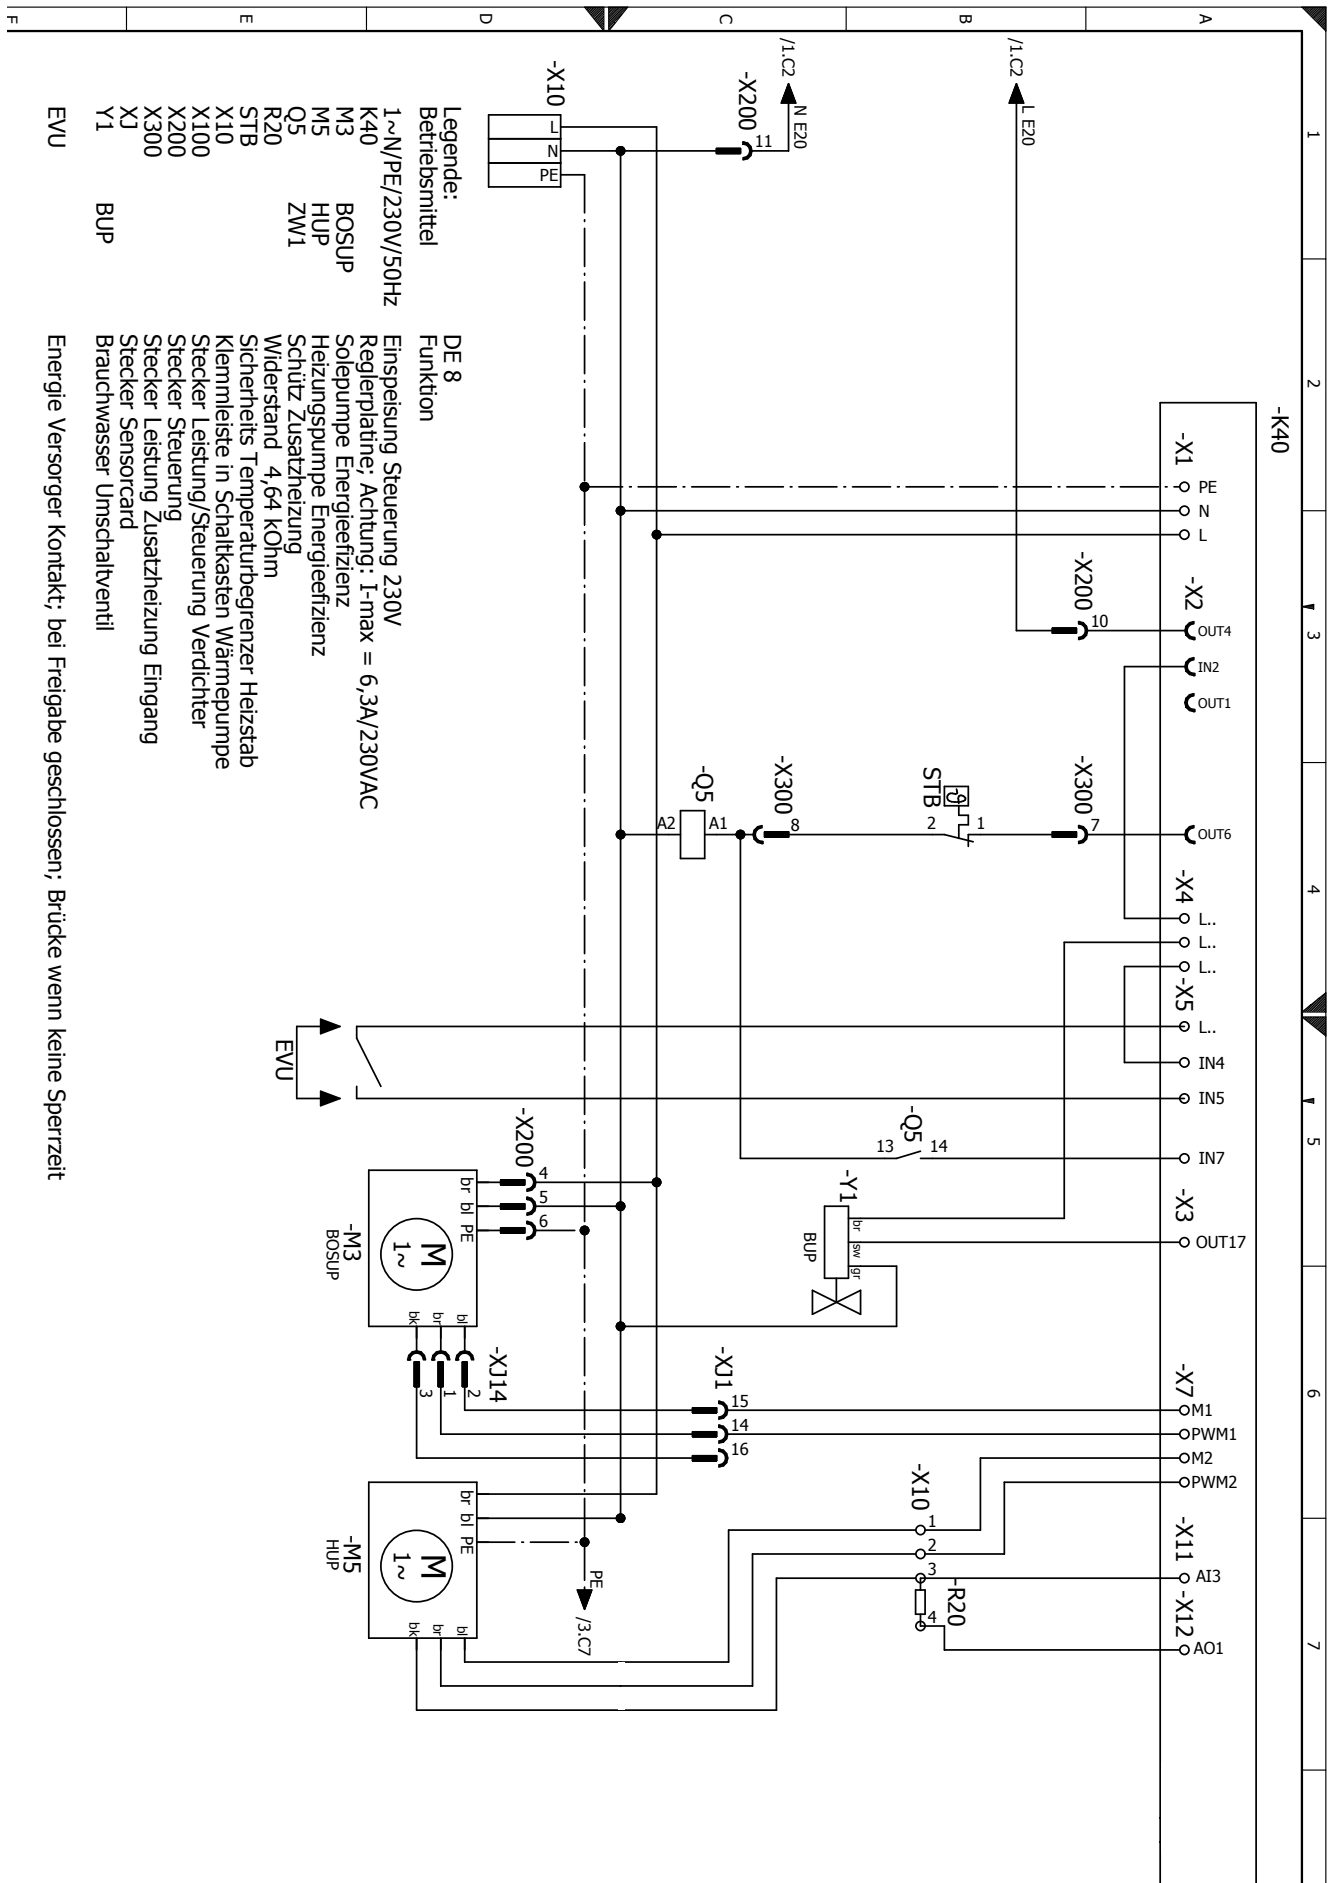 1
2
3
4
5
6
7
A
B
C
D
E
F
-K40
-X1
PE
N
L
-X2
OUT4
IN2
OUT1
OUT6
-X4
L..
L..
L..
-X5
L..
IN4
IN5
IN7
-X3
OUT17
-X7
M1
PWM1
M2
PWM2
-X11
AI3
-X12
AO1
/1.C2
L_E20
-X200
10
-X300
7
STB
1
2
-X300
8
-Q5
A1
A2
-Q5
13
14
-Y1
BUP
br
sw
gr
/1.C2
N_E20
-X200
11
-XJ1
15
14
16
-X10
1
2
3
4
-R20
-X10
L
N
PE
EVU
-X200
4
5
6
br
bl
PE
M
1~
-M3
BOSUP
bl
br
bk
-XJ14
2
1
3
br
bl
PE
M
1~
-M5
HUP
bl
br
bk
PE
/3.C7
Legende: DE 8
Betriebsmittel Funktion
1~N/PE/230V/50Hz Einspeisung Steuerung 230V
K40 Reglerplatine; Achtung: I-max = 6,3A/230VAC
M3 BOSUP Solepumpe Energieefizienz
M5 HUP Heizungspumpe Energieefizienz
Q5 ZW1 Schütz Zusatzheizung
R20 Widerstand 4,64 kOhm
STB Sicherheits Temperaturbegrenzer Heizstab
X10 Klemmleiste in Schaltkasten Wärmepumpe
X100 Stecker Leistung/Steuerung Verdichter
X200 Stecker Steuerung
X300 Stecker Leistung Zusatzheizung Eingang
XJ Stecker Sensorcard
Y1 BUP Brauchwasser Umschaltventil
EVU Energie Versorger Kontakt; bei Freigabe geschlossen; Brücke wenn keine Sperrzeit